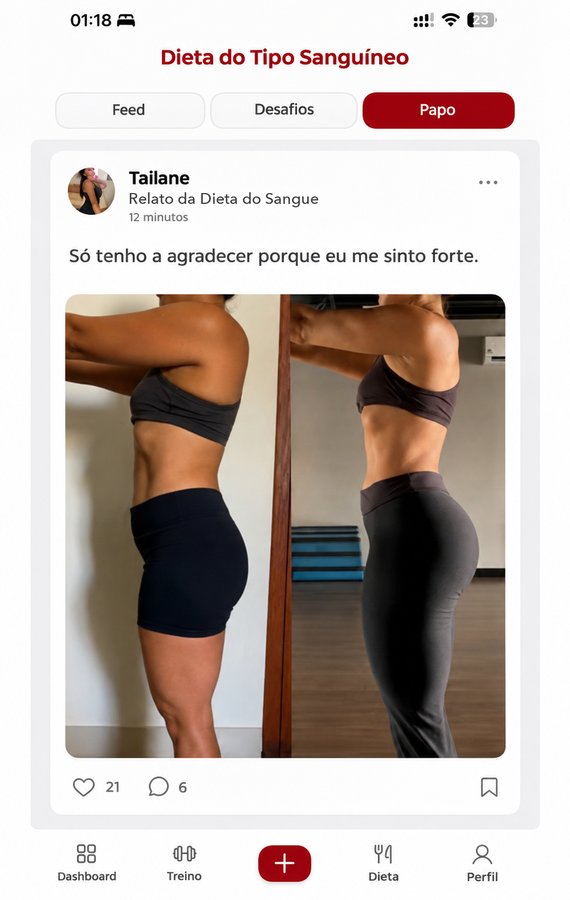 01:18
23
Dieta do Tipo Sanguíneo
Feed
Desafios
Papo
Tailane
Relato da Dieta do Sangue
12 minutos
Só tenho a agradecer porque eu me sinto forte.
21
6
Dashboard
Treino
Dieta
Perfil